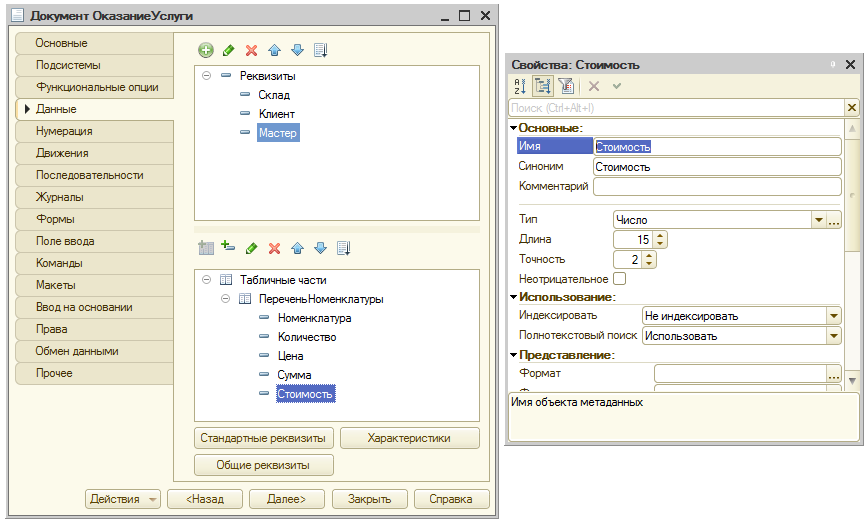 Документ ОказаниеУслуги
Основные
Подсистемы
Функциональные опции
Данные
Нумерация
Движения
Последовательности
Журналы
Формы
Поле ввода
Команды
Макеты
Ввод на основании
Права
Обмен данными
Прочее
Реквизиты
Склад
Клиент
Мастер
Табличные части
ПереченьНоменклатуры
Номенклатура
Количество
Цена
Сумма
Стоимость
Стандартные реквизиты
Характеристики
Общие реквизиты
Действия
<Назад
Далее>
Закрыть
Справка
Свойства: Стоимость
Поиск (Ctrl+Alt+I)
Основные:
Имя Стоимость
Синоним Стоимость
Комментарий
Тип Число
Длина 15
Точность 2
Неотрицательное
Использование:
Индексировать Не индексировать
Полнотекстовый поиск Использовать
Представление:
Формат
Имя объекта метаданных